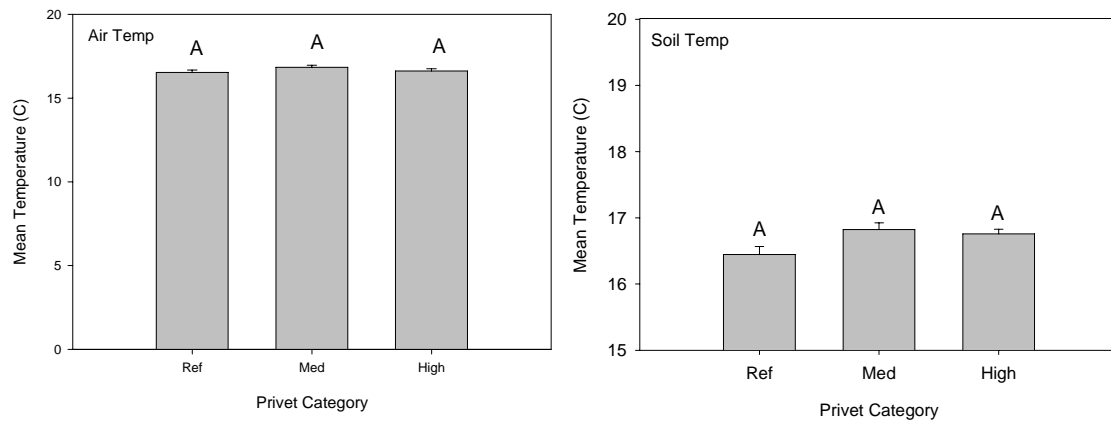 Air Temp
Mean Temperature (C)
20
15
10
5
0
A
A
A
Ref
Med
High
Privet Category
Soil Temp
Mean Temperature (C)
20
19
18
17
16
15
A
A
A
Ref
Med
High
Privet Category